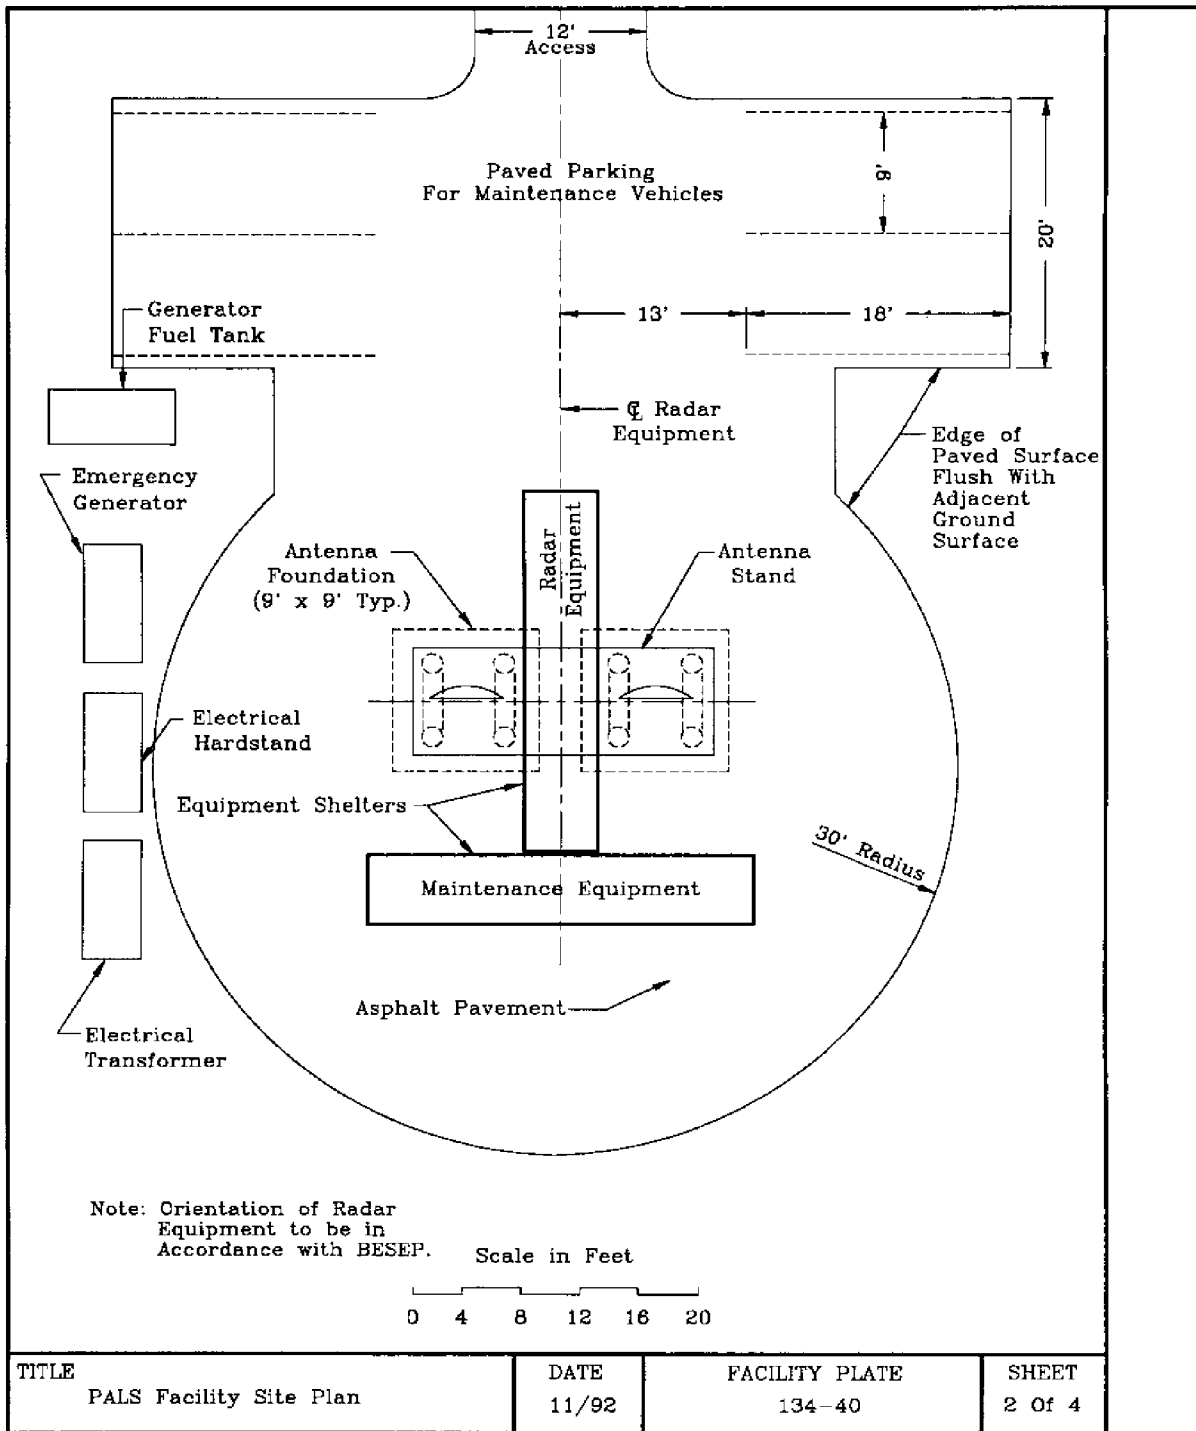 12'
Access
Paved Parking
For Maintenance Vehicles
9'
20'
Generator
Fuel Tank
13'
18'
℄ Radar
Equipment
Edge of
Paved Surface
Flush With
Adjacent
Ground
Surface
Emergency
Generator
Radar
Equipment
Antenna
Foundation
(9' x 9' Typ.)
Antenna
Stand
Electrical
Hardstand
Equipment Shelters
30' Radius
Maintenance Equipment
Asphalt Pavement
Electrical
Transformer
Note: Orientation of Radar
Equipment to be in
Accordance with BESEP.
Scale in Feet
0 4 8 12 16 20
TITLE
PALS Facility Site Plan
DATE
11/92
FACILITY PLATE
134-40
SHEET
2 Of 4